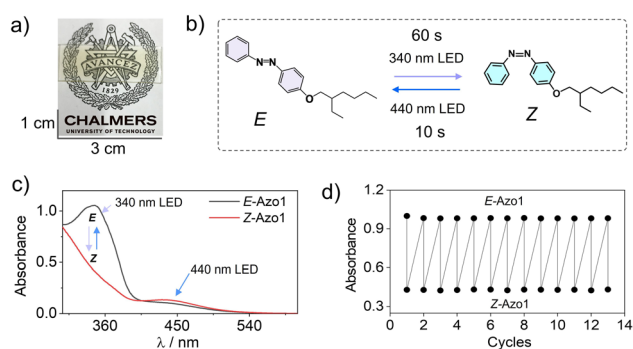 a)
AVANCEZ
1829
CHALMERS
UNIVERSITY OF TECHNOLOGY
1 cm
3 cm
b)
60 s
340 nm LED
440 nm LED
10 s
N=N
O
E
N=N
O
Z
c)
E-Azo1
Z-Azo1
340 nm LED
E
Z
440 nm LED
1.0
0.5
0.0
Absorbance
360 450 540
λ / nm
d)
E-Azo1
Z-Azo1
1.2
0.9
0.6
0.3
Absorbance
0 2 4 6 8 10 12 14
Cycles